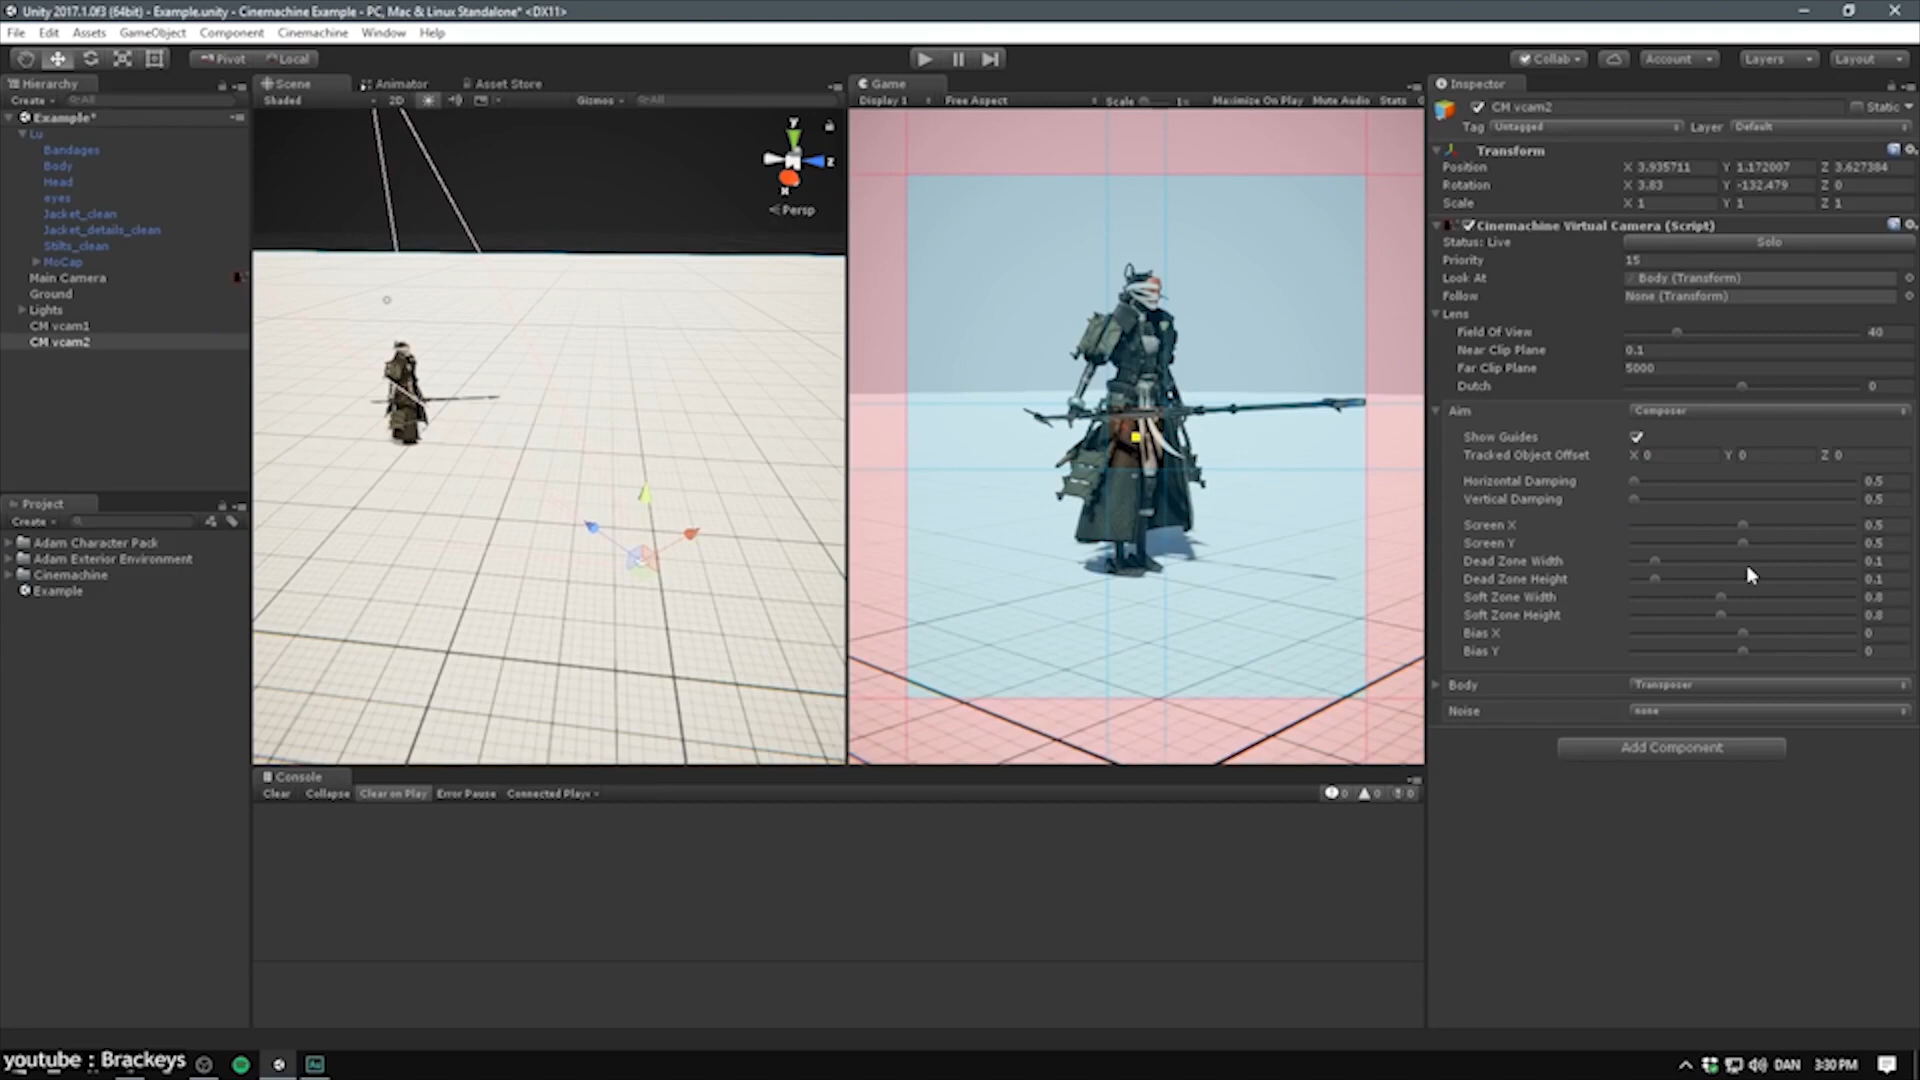 Unity 2017.1.0f3 (64bit) - Example.unity - Cinemachine Example - PC, Mac & Linux Standalone* <DX11>
File Edit Assets GameObject Component Cinemachine Window Help
Pivot Local Collab Account Layers Layout
Hierarchy
Create All
Example*
Lu
Bandages
Body
Head
eyes
Jacket_clean
Jacket_details_clean
Stilts_clean
MoCap
Main Camera
Ground
Lights
CM vcam1
CM vcam2
Project
Create
Adam Character Pack
Adam Exterior Environment
Cinemachine
Example
Scene Animator Asset Store
Shaded 2D Gizmos All
y
z
x
Persp
Game
Display 1 Free Aspect Scale 1x Maximize On Play Mute Audio Stats
Console
Clear Collapse Clear on Play Error Pause Connected Playe
0 0 0
Inspector
CM vcam2 Static
Tag Untagged Layer Default
Transform
Position X 3.935711 Y 1.172007 Z 3.627384
Rotation X 3.83 Y -132.479 Z 0
Scale X 1 Y 1 Z 1
Cinemachine Virtual Camera (Script)
Status: Live Solo
Priority 15
Look At Body (Transform)
Follow None (Transform)
Lens
Field Of View 40
Near Clip Plane 0.1
Far Clip Plane 5000
Dutch 0
Aim Composer
Show Guides
Tracked Object Offset X 0 Y 0 Z 0
Horizontal Damping 0.5
Vertical Damping 0.5
Screen X 0.5
Screen Y 0.5
Dead Zone Width 0.1
Dead Zone Height 0.1
Soft Zone Width 0.8
Soft Zone Height 0.8
Bias X 0
Bias Y 0
Body Transposer
Noise none
Add Component
youtube : Brackeys
Au
DAN 3:30 PM